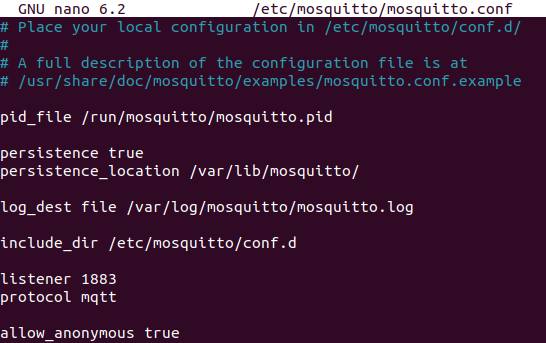 GNU nano 6.2 /etc/mosquitto/mosquitto.conf
# Place your local configuration in /etc/mosquitto/conf.d/
#
# A full description of the configuration file is at
# /usr/share/doc/mosquitto/examples/mosquitto.conf.example
pid_file /run/mosquitto/mosquitto.pid
persistence true
persistence_location /var/lib/mosquitto/
log_dest file /var/log/mosquitto/mosquitto.log
include_dir /etc/mosquitto/conf.d
listener 1883
protocol mqtt
allow_anonymous true